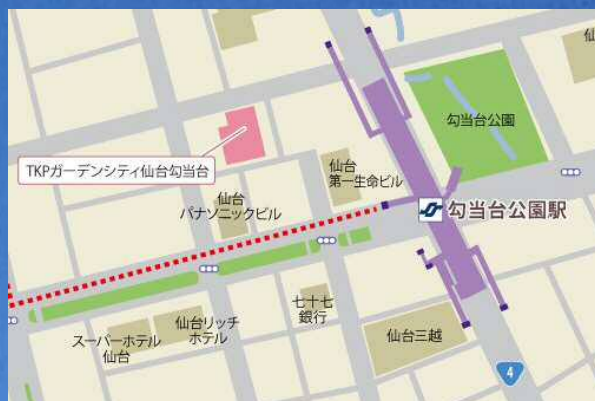 仙
勾当台公園
TKPガーデンシティ仙台勾当台
仙台
第一生命ビル
仙台
パナソニックビル
勾当台公園駅
七十七
銀行
仙台リッチ
ホテル
スーパーホテル
仙台
仙台三越
4